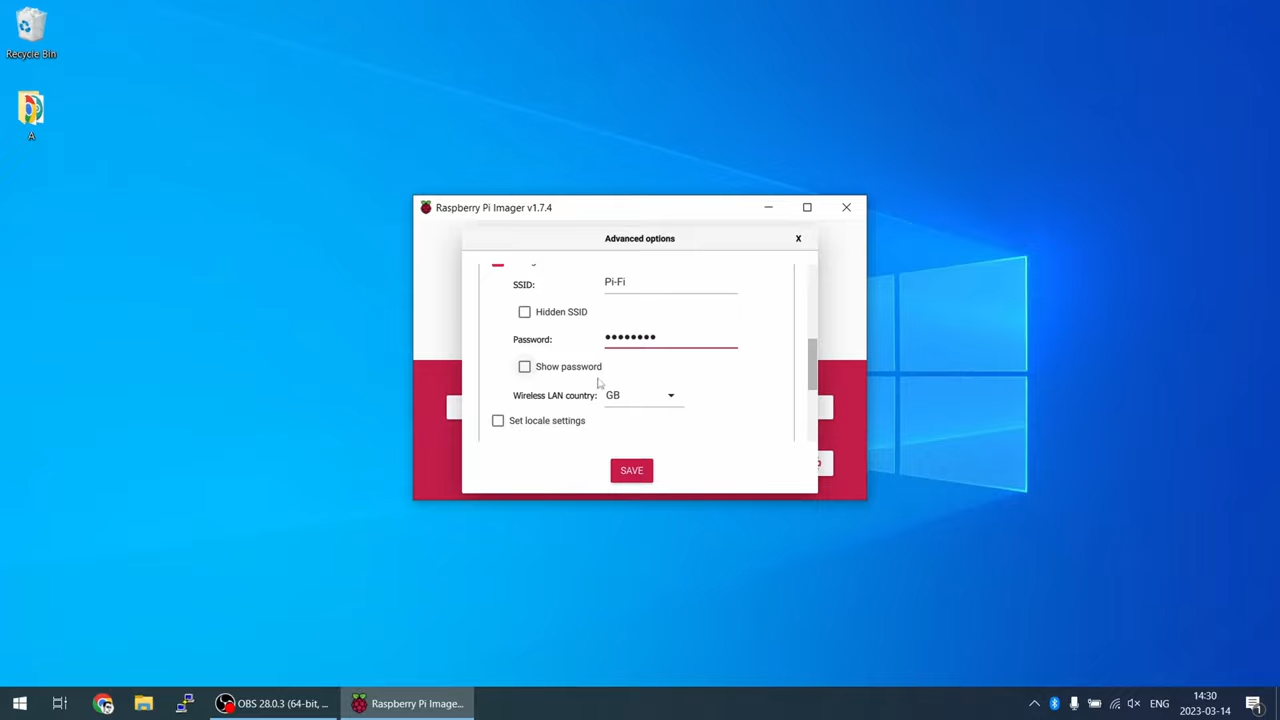 Recycle Bin
A
Raspberry Pi Imager v1.7.4
Advanced options
X
SSID: Pi-Fi
Hidden SSID
Password: ••••••••
Show password
Wireless LAN country: GB
Set locale settings
SAVE
OBS 28.0.3 (64-bit, ...
Raspberry Pi Image...
ENG
14:30
2023-03-14
1